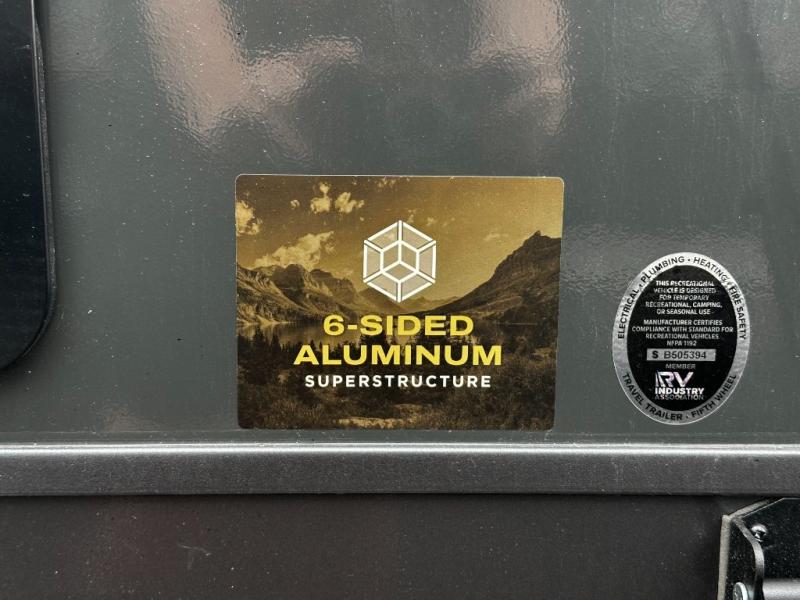 6-SIDED
ALUMINUM
SUPERSTRUCTURE
ELECTRICAL · PLUMBING · HEATING · FIRE SAFETY
THIS RECREATIONAL
VEHICLE IS DESIGNED
FOR TEMPORARY
RECREATIONAL, CAMPING,
OR SEASONAL USE
MANUFACTURER CERTIFIES
COMPLIANCE WITH STANDARD FOR
RECREATIONAL VEHICLES
NFPA 1192
S B505394
MEMBER
RV
INDUSTRY
ASSOCIATION
TRAVEL TRAILER · FIFTH WHEEL